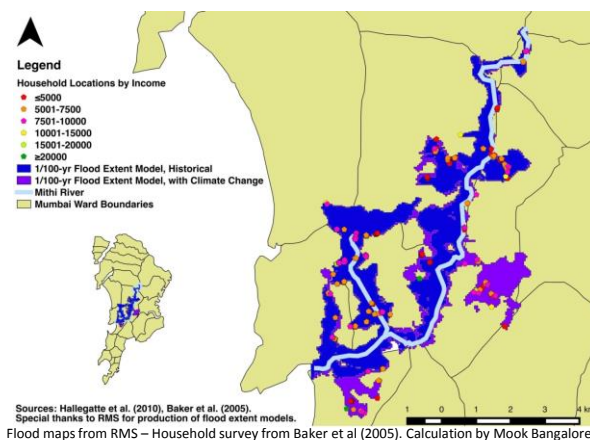 Legend
Household Locations by Income
≤5000
5001-7500
7501-10000
10001-15000
15001-20000
≥20000
1/100-yr Flood Extent Model, Historical
1/100-yr Flood Extent Model, with Climate Change
Mithi River
Mumbai Ward Boundaries
Sources: Hallegatte et al. (2010), Baker et al. (2005).
Special thanks to RMS for production of flood extent models.
1 0 1 2 3 4 k
Flood maps from RMS – Household survey from Baker et al (2005). Calculation by Mook Bangalore